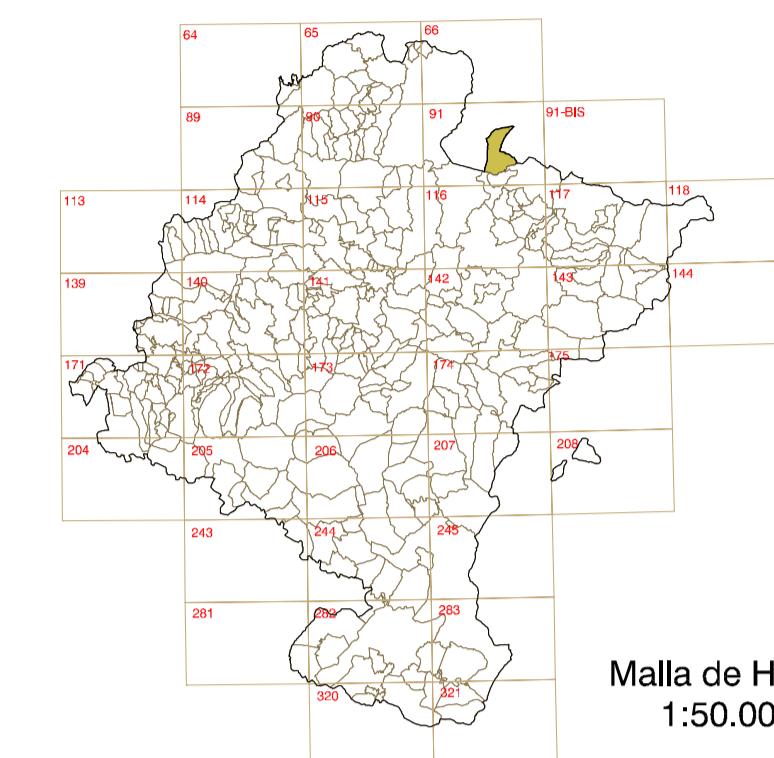 64 65 66
89 90 91 91-BIS
113 114 115 116 117 118
139 140 141 142 143 144
171 172 173 174 175
204 205 206 207 208
243 244 245
281 282 283
320 321
Malla de H
1:50.00